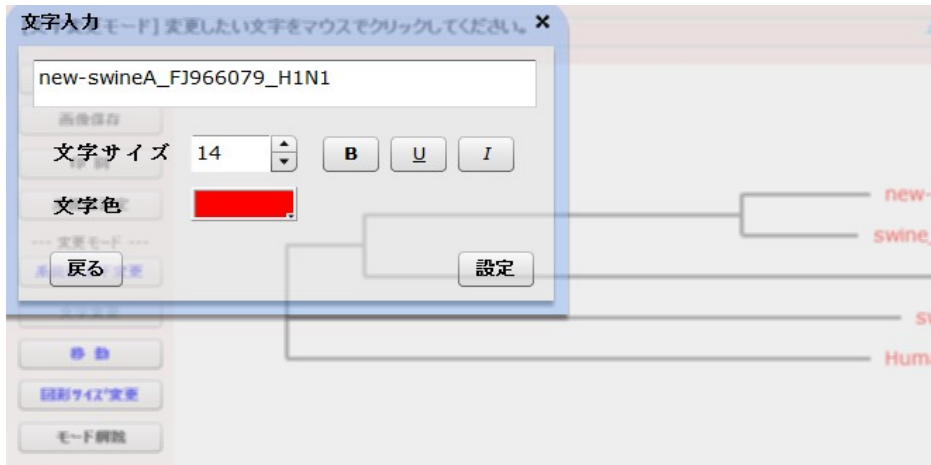 文字入力
変更したい文字をマウスでクリックしてください。
×
new-swineA_FJ966079_H1N1
画像保存
文字サイズ 14 B U I
文字色
--- 変更モード ---
戻る 設定
変更
移 動
図形サイズ変更
モード解除
new-
swine_
sw
Huma